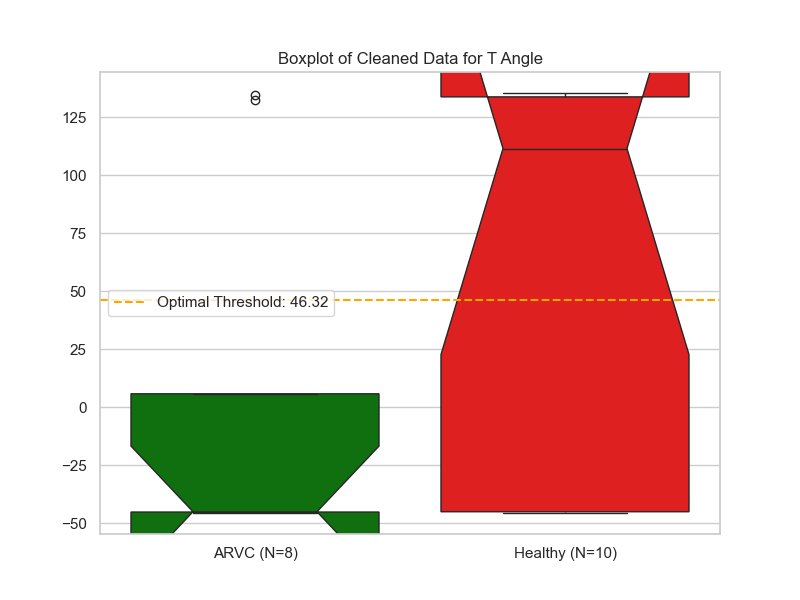 Boxplot of Cleaned Data for T Angle
125
100
75
50
Optimal Threshold: 46.32
25
0
−25
−50
ARVC (N=8)
Healthy (N=10)